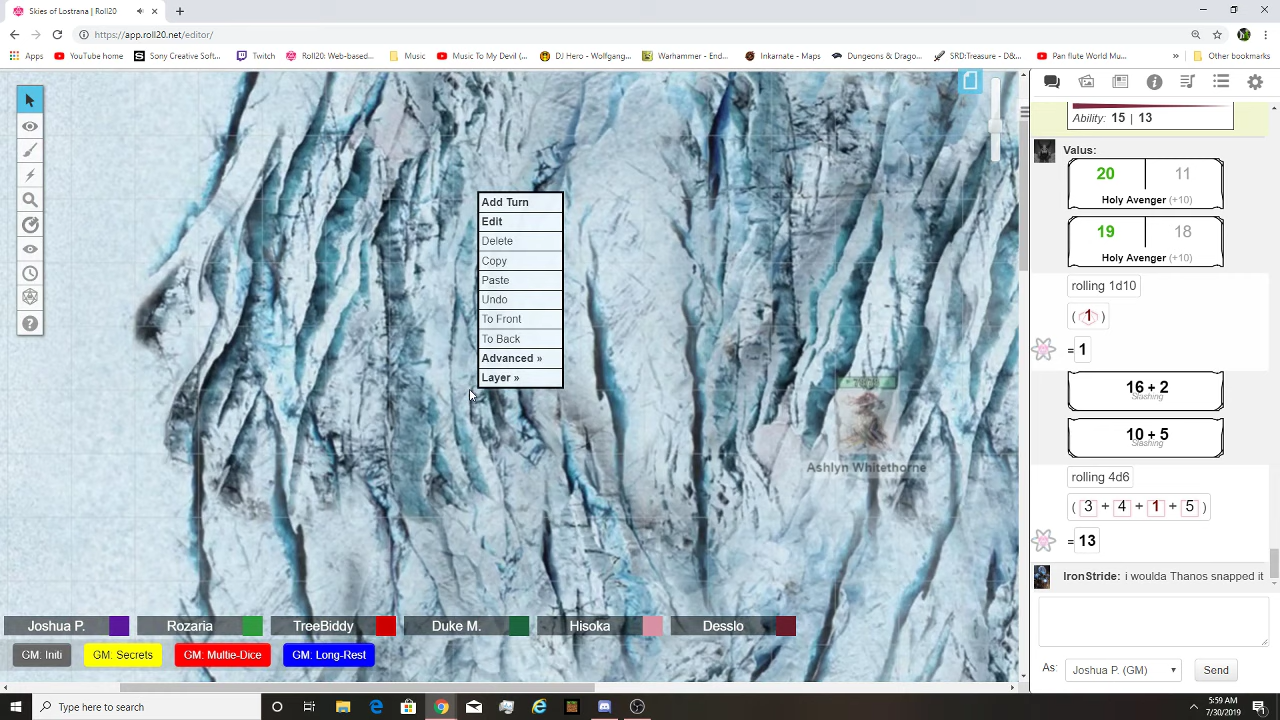 Skies of Lostrana | Roll20
https://app.roll20.net/editor/
Apps
YouTube home
Sony Creative Softw...
Twitch
Roll20: Web-based...
Music
Music To My Devil (...
DJ Hero - Wolfgang...
Warhammer - Endin...
Inkarnate - Maps
Dungeons & Drago...
SRD:Treasure - D&...
Pan flute World Mu...
»
Other bookmarks
Add Turn
Edit
Delete
Copy
Paste
Undo
To Front
To Back
Advanced »
Layer »
Ashlyn Whitethorne
Joshua P.
Rozaria
TreeBiddy
Duke M.
Hisoka
Desslo
GM. Initi
GM. Secrets
GM: Multie-Dice
GM: Long-Rest
Ability: 15 | 13
Valus:
20 11
Holy Avenger (+10)
19 18
Holy Avenger (+10)
rolling 1d10
( 1 )
= 1
16 + 2
Slashing
10 + 5
Slashing
rolling 4d6
( 3 + 4 + 1 + 5 )
= 13
IronStride: i woulda Thanos snapped it
As:
Joshua P. (GM)
Send
Type here to search
5:59 AM
7/30/2019